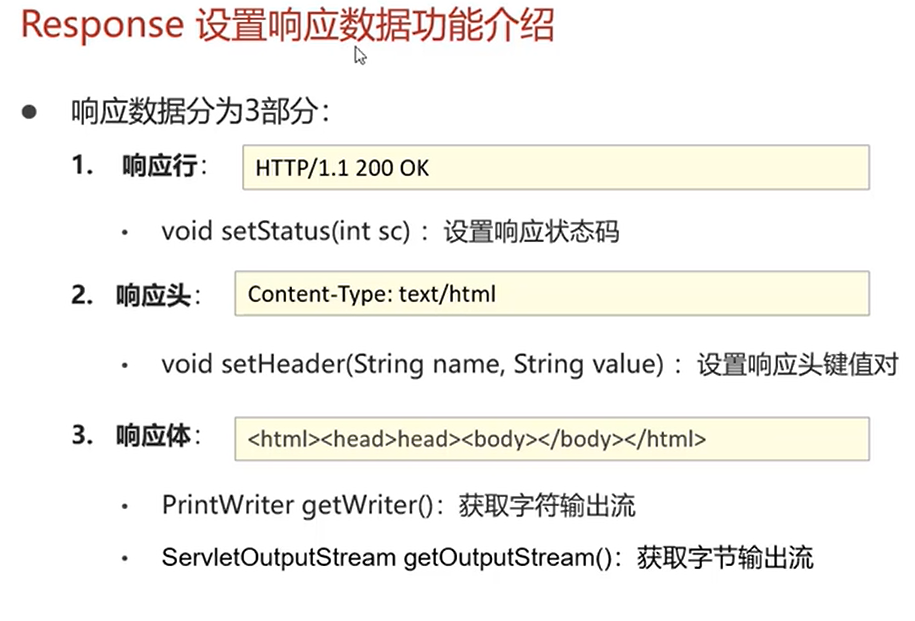 Response 设置响应数据功能介绍
● 响应数据分为3部分：
1. 响应行： HTTP/1.1 200 OK
• void setStatus(int sc) ：设置响应状态码
2. 响应头： Content-Type: text/html
• void setHeader(String name, String value) ：设置响应头键值对
3. 响应体： <html><head>head><body></body></html>
• PrintWriter getWriter()：获取字符输出流
• ServletOutputStream getOutputStream()：获取字节输出流